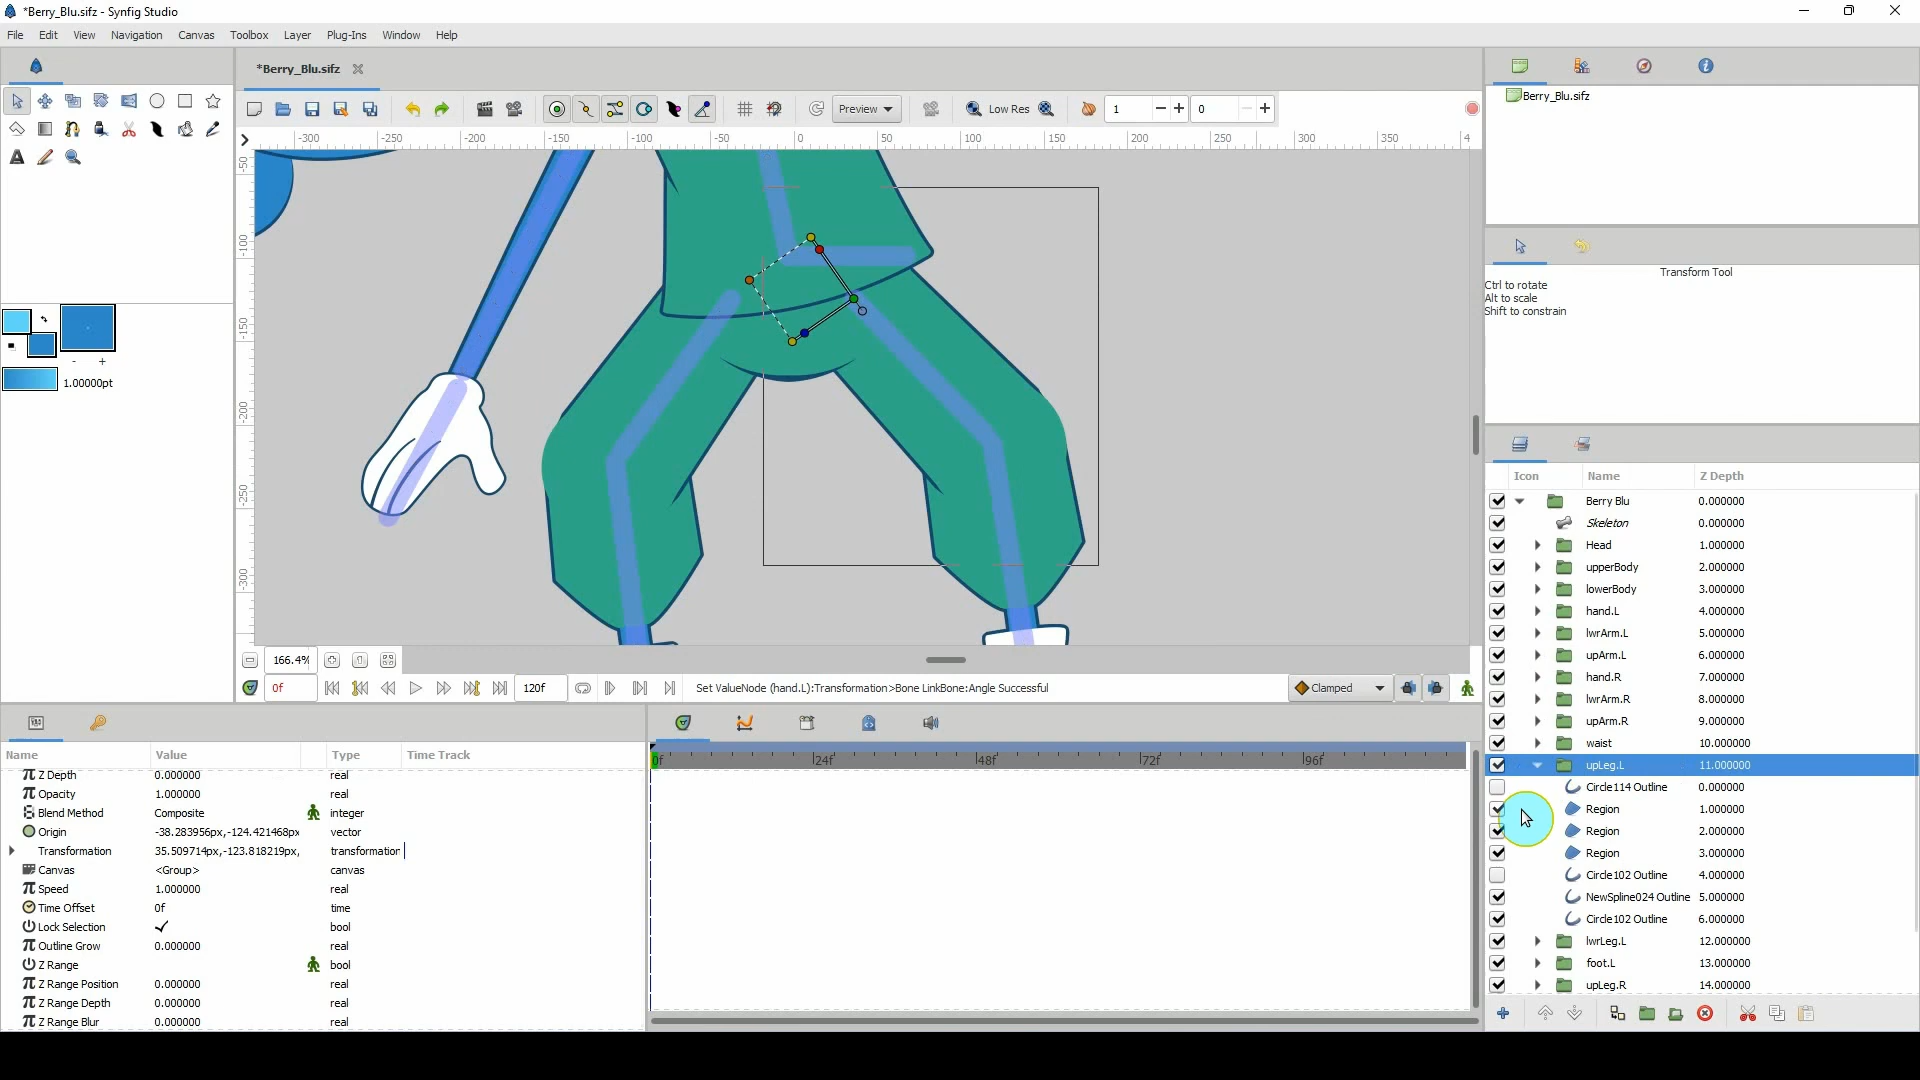 *Berry_Blu.sifz - Synfig Studio
File Edit View Navigation Canvas Toolbox Layer Plug-Ins Window Help
*Berry_Blu.sifz
Preview Low Res 1 0
-300 -250 -200 -150 -100 -50 0 50 100 150 200 250 300 350 4
-50
-100
-150
-200
-250
-300
1.00000pt
166.4%
0f 120f Set ValueNode (hand.L):Transformation>Bone LinkBone:Angle Successful Clamped
Name Value Type Time Track
Z Depth 0.000000 real
Opacity 1.000000 real
Blend Method Composite integer
Origin -38.283956px,-124.421468px vector
Transformation 35.509714px,-123.818219px, transformation
Canvas <Group> canvas
Speed 1.000000 real
Time Offset 0f time
Lock Selection bool
Outline Grow 0.000000 real
Z Range bool
Z Range Position 0.000000 real
Z Range Depth 0.000000 real
Z Range Blur 0.000000 real
0f 24f 48f 72f 96f
Berry_Blu.sifz
Transform Tool
Ctrl to rotate
Alt to scale
Shift to constrain
Icon Name Z Depth
Berry Blu 0.000000
Skeleton 0.000000
Head 1.000000
upperBody 2.000000
lowerBody 3.000000
hand.L 4.000000
lwrArm.L 5.000000
upArm.L 6.000000
hand.R 7.000000
lwrArm.R 8.000000
upArm.R 9.000000
waist 10.000000
upLeg.L 11.000000
Circle114 Outline 0.000000
Region 1.000000
Region 2.000000
Region 3.000000
Circle102 Outline 4.000000
NewSpline024 Outline 5.000000
Circle102 Outline 6.000000
lwrLeg.L 12.000000
foot.L 13.000000
upLeg.R 14.000000